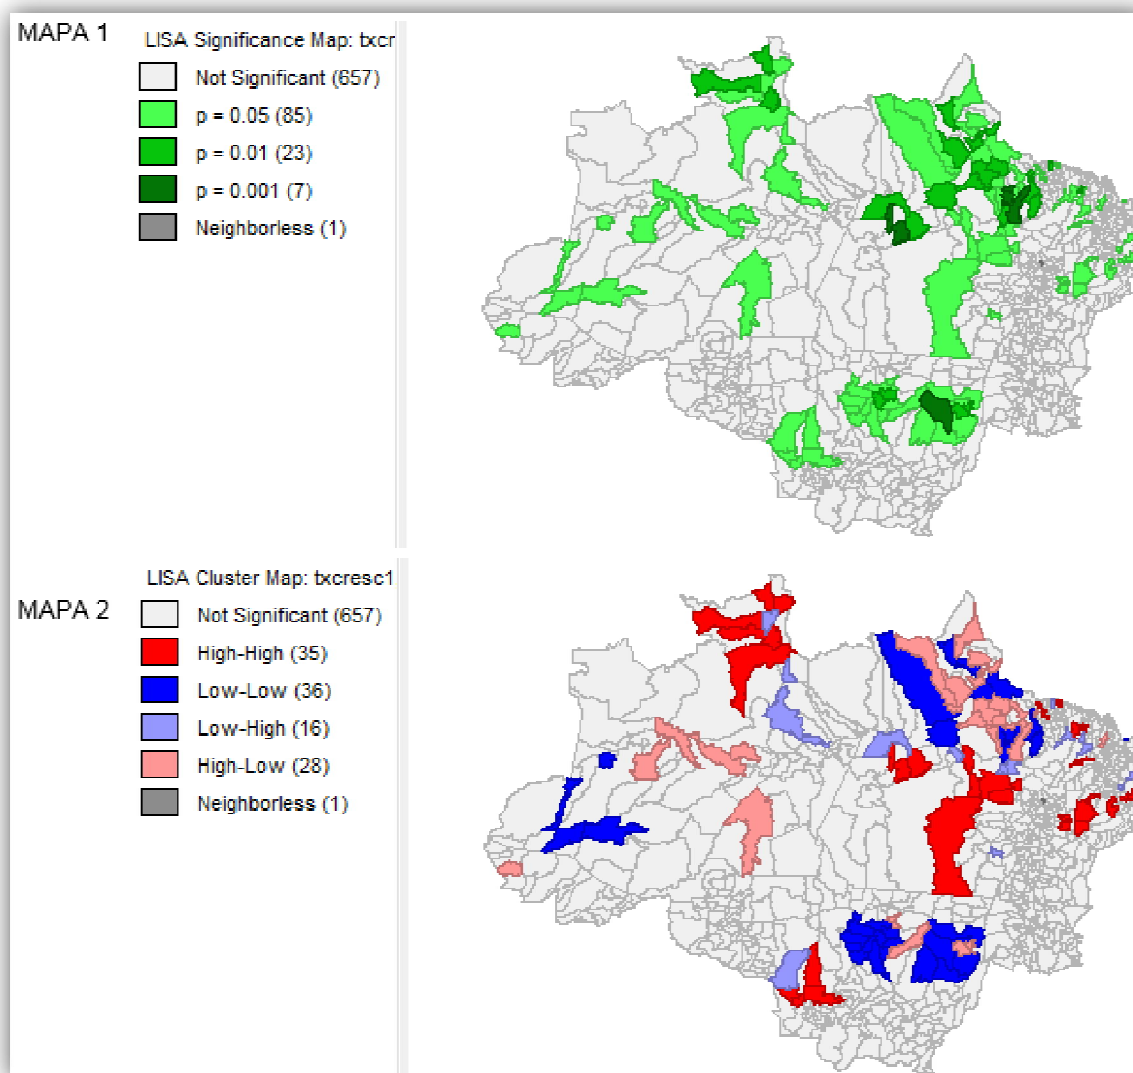 MAPA 1
LISA Significance Map: txcr
Not Significant (657)
p = 0.05 (85)
p = 0.01 (23)
p = 0.001 (7)
Neighborless (1)
MAPA 2
LISA Cluster Map: txcresc1
Not Significant (657)
High-High (35)
Low-Low (36)
Low-High (16)
High-Low (28)
Neighborless (1)